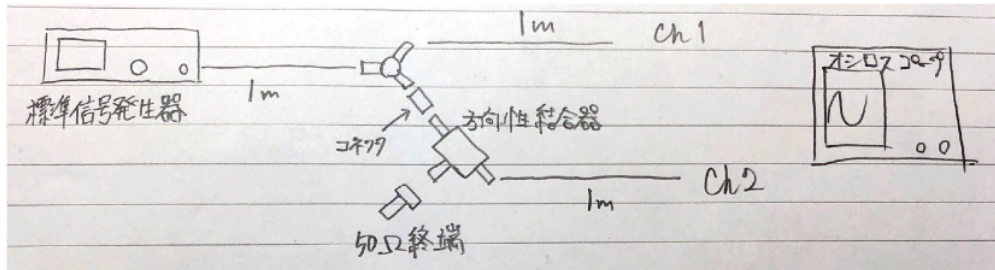 1m
ch1
オシロスコープ
1m
標準信号発生器
方向性結合器
コネクタ
1m
Ch2
50Ω終端